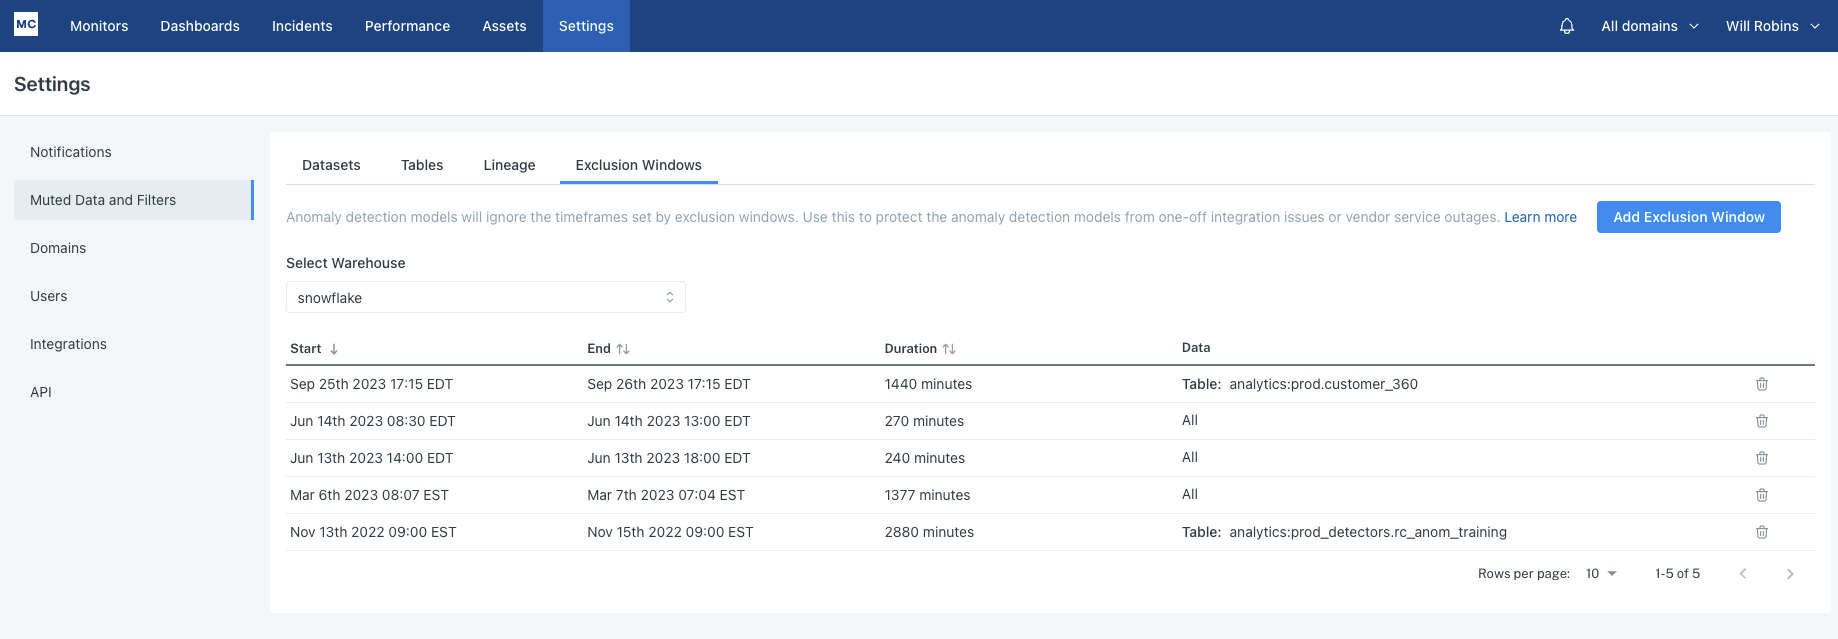 MC Monitors Dashboards Incidents Performance Assets Settings All domains Will Robins
Settings
Notifications
Muted Data and Filters
Domains
Users
Integrations
API
Datasets Tables Lineage Exclusion Windows
Anomaly detection models will ignore the timeframes set by exclusion windows. Use this to protect the anomaly detection models from one-off integration issues or vendor service outages. Learn more Add Exclusion Window
Select Warehouse
snowflake
Start End Duration Data
Sep 25th 2023 17:15 EDT Sep 26th 2023 17:15 EDT 1440 minutes Table: analytics:prod.customer_360
Jun 14th 2023 08:30 EDT Jun 14th 2023 13:00 EDT 270 minutes All
Jun 13th 2023 14:00 EDT Jun 13th 2023 18:00 EDT 240 minutes All
Mar 6th 2023 08:07 EST Mar 7th 2023 07:04 EST 1377 minutes All
Nov 13th 2022 09:00 EST Nov 15th 2022 09:00 EST 2880 minutes Table: analytics:prod_detectors.rc_anom_training
Rows per page: 10 1-5 of 5